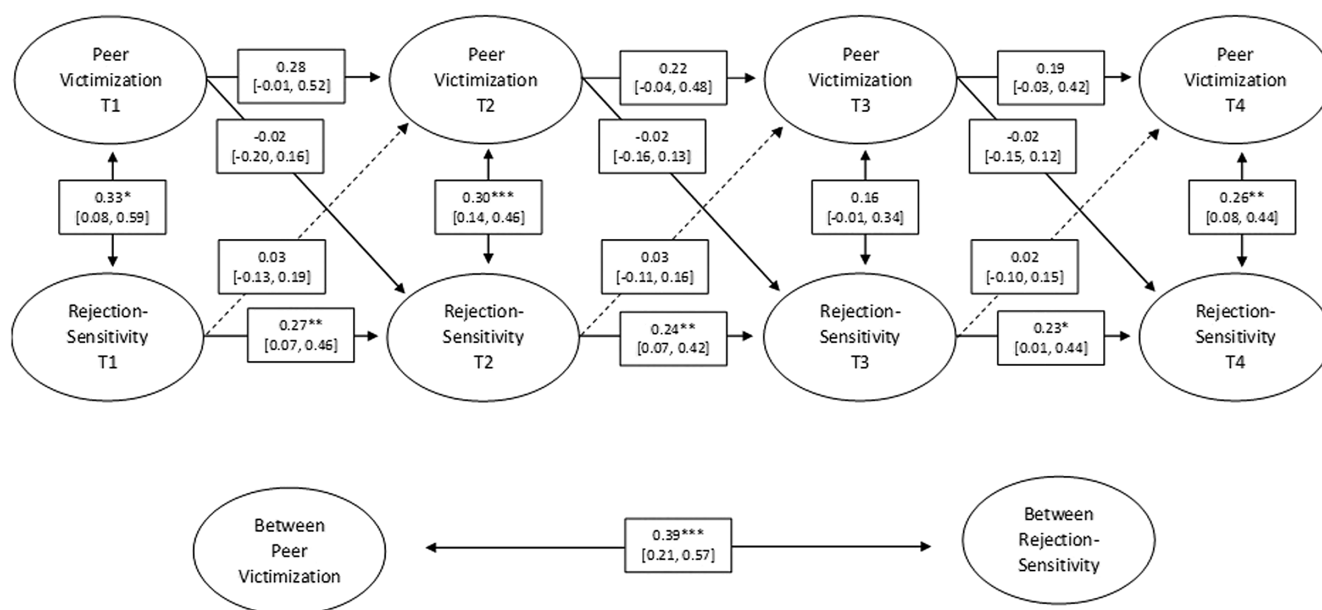 Peer
Victimization
T1
0.28
[-0.01, 0.52]
Peer
Victimization
T2
0.22
[-0.04, 0.48]
Peer
Victimization
T3
0.19
[-0.03, 0.42]
Peer
Victimization
T4
-0.02
[-0.20, 0.16]
-0.02
[-0.16, 0.13]
-0.02
[-0.15, 0.12]
0.33*
[0.08, 0.59]
0.30***
[0.14, 0.46]
0.16
[-0.01, 0.34]
0.26**
[0.08, 0.44]
0.03
[-0.13, 0.19]
0.03
[-0.11, 0.16]
0.02
[-0.10, 0.15]
Rejection-
Sensitivity
T1
0.27**
[0.07, 0.46]
Rejection-
Sensitivity
T2
0.24**
[0.07, 0.42]
Rejection-
Sensitivity
T3
0.23*
[0.01, 0.44]
Rejection-
Sensitivity
T4
Between
Peer
Victimization
0.39***
[0.21, 0.57]
Between
Rejection-
Sensitivity